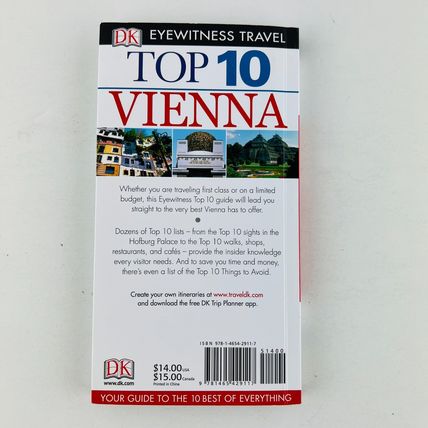 DK EYEWITNESS TRAVEL
TOP 10
VIENNA
Whether you are traveling first class or on a limited
budget, this Eyewitness Top 10 guide will lead you
straight to the very best Vienna has to offer.
Dozens of Top 10 lists – from the Top 10 sights in the
Hofburg Palace to the Top 10 walks, shops,
restaurants, and cafés – provide the insider knowledge
every visitor needs. And to save you time and money,
there's even a list of the Top 10 Things to Avoid.
Create your own itineraries at www.traveldk.com
and download the free DK Trip Planner app.
ISBN 978-1-4654-2911-7
51400
DK
www.dk.com
$14.00 USA
$15.00 Canada
Printed in China
9 781465 429117
YOUR GUIDE TO THE 10 BEST OF EVERYTHING